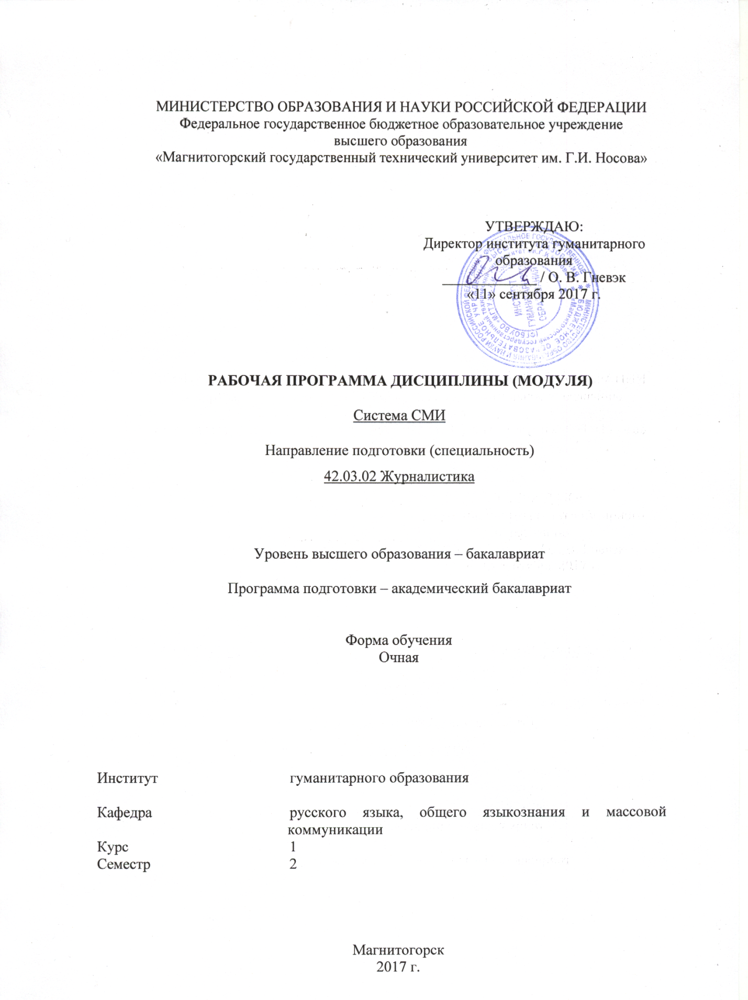 МИНИСТЕРСТВО ОБРАЗОВАНИЯ И НАУКИ РОССИЙСКОЙ ФЕДЕРАЦИИ
Федеральное государственное бюджетное образовательное учреждение
высшего образования
«Магнитогорский государственный технический университет им. Г.И. Носова»
УТВЕРЖДАЮ:
Директор института гуманитарного
образования
/ О. В. Гневэк
«11» сентября 2017 г.
ИНСТИТУТ
ГУМАНИТАРНОГО
ОБРАЗОВАНИЯ
РАБОЧАЯ ПРОГРАММА ДИСЦИПЛИНЫ (МОДУЛЯ)
Система СМИ
Направление подготовки (специальность)
42.03.02 Журналистика
Уровень высшего образования – бакалавриат
Программа подготовки – академический бакалавриат
Форма обучения
Очная
Институт гуманитарного образования
Кафедра русского языка, общего языкознания и массовой
коммуникации
Курс 1
Семестр 2
Магнитогорск
2017 г.